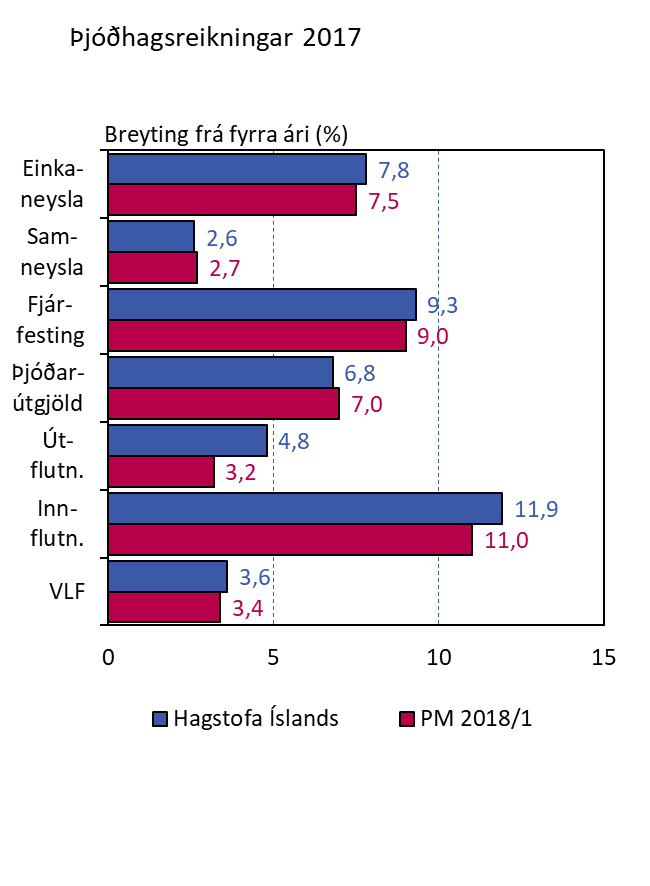 Þjóðhagsreikningar 2017
Breyting frá fyrra ári (%)
Einka-
neysla
7,8
7,5
Sam-
neysla
2,6
2,7
Fjár-
festing
9,3
9,0
Þjóðar-
útgjöld
6,8
7,0
Út-
flutn.
4,8
3,2
Inn-
flutn.
11,9
11,0
VLF
3,6
3,4
0 5 10 15
Hagstofa Íslands PM 2018/1